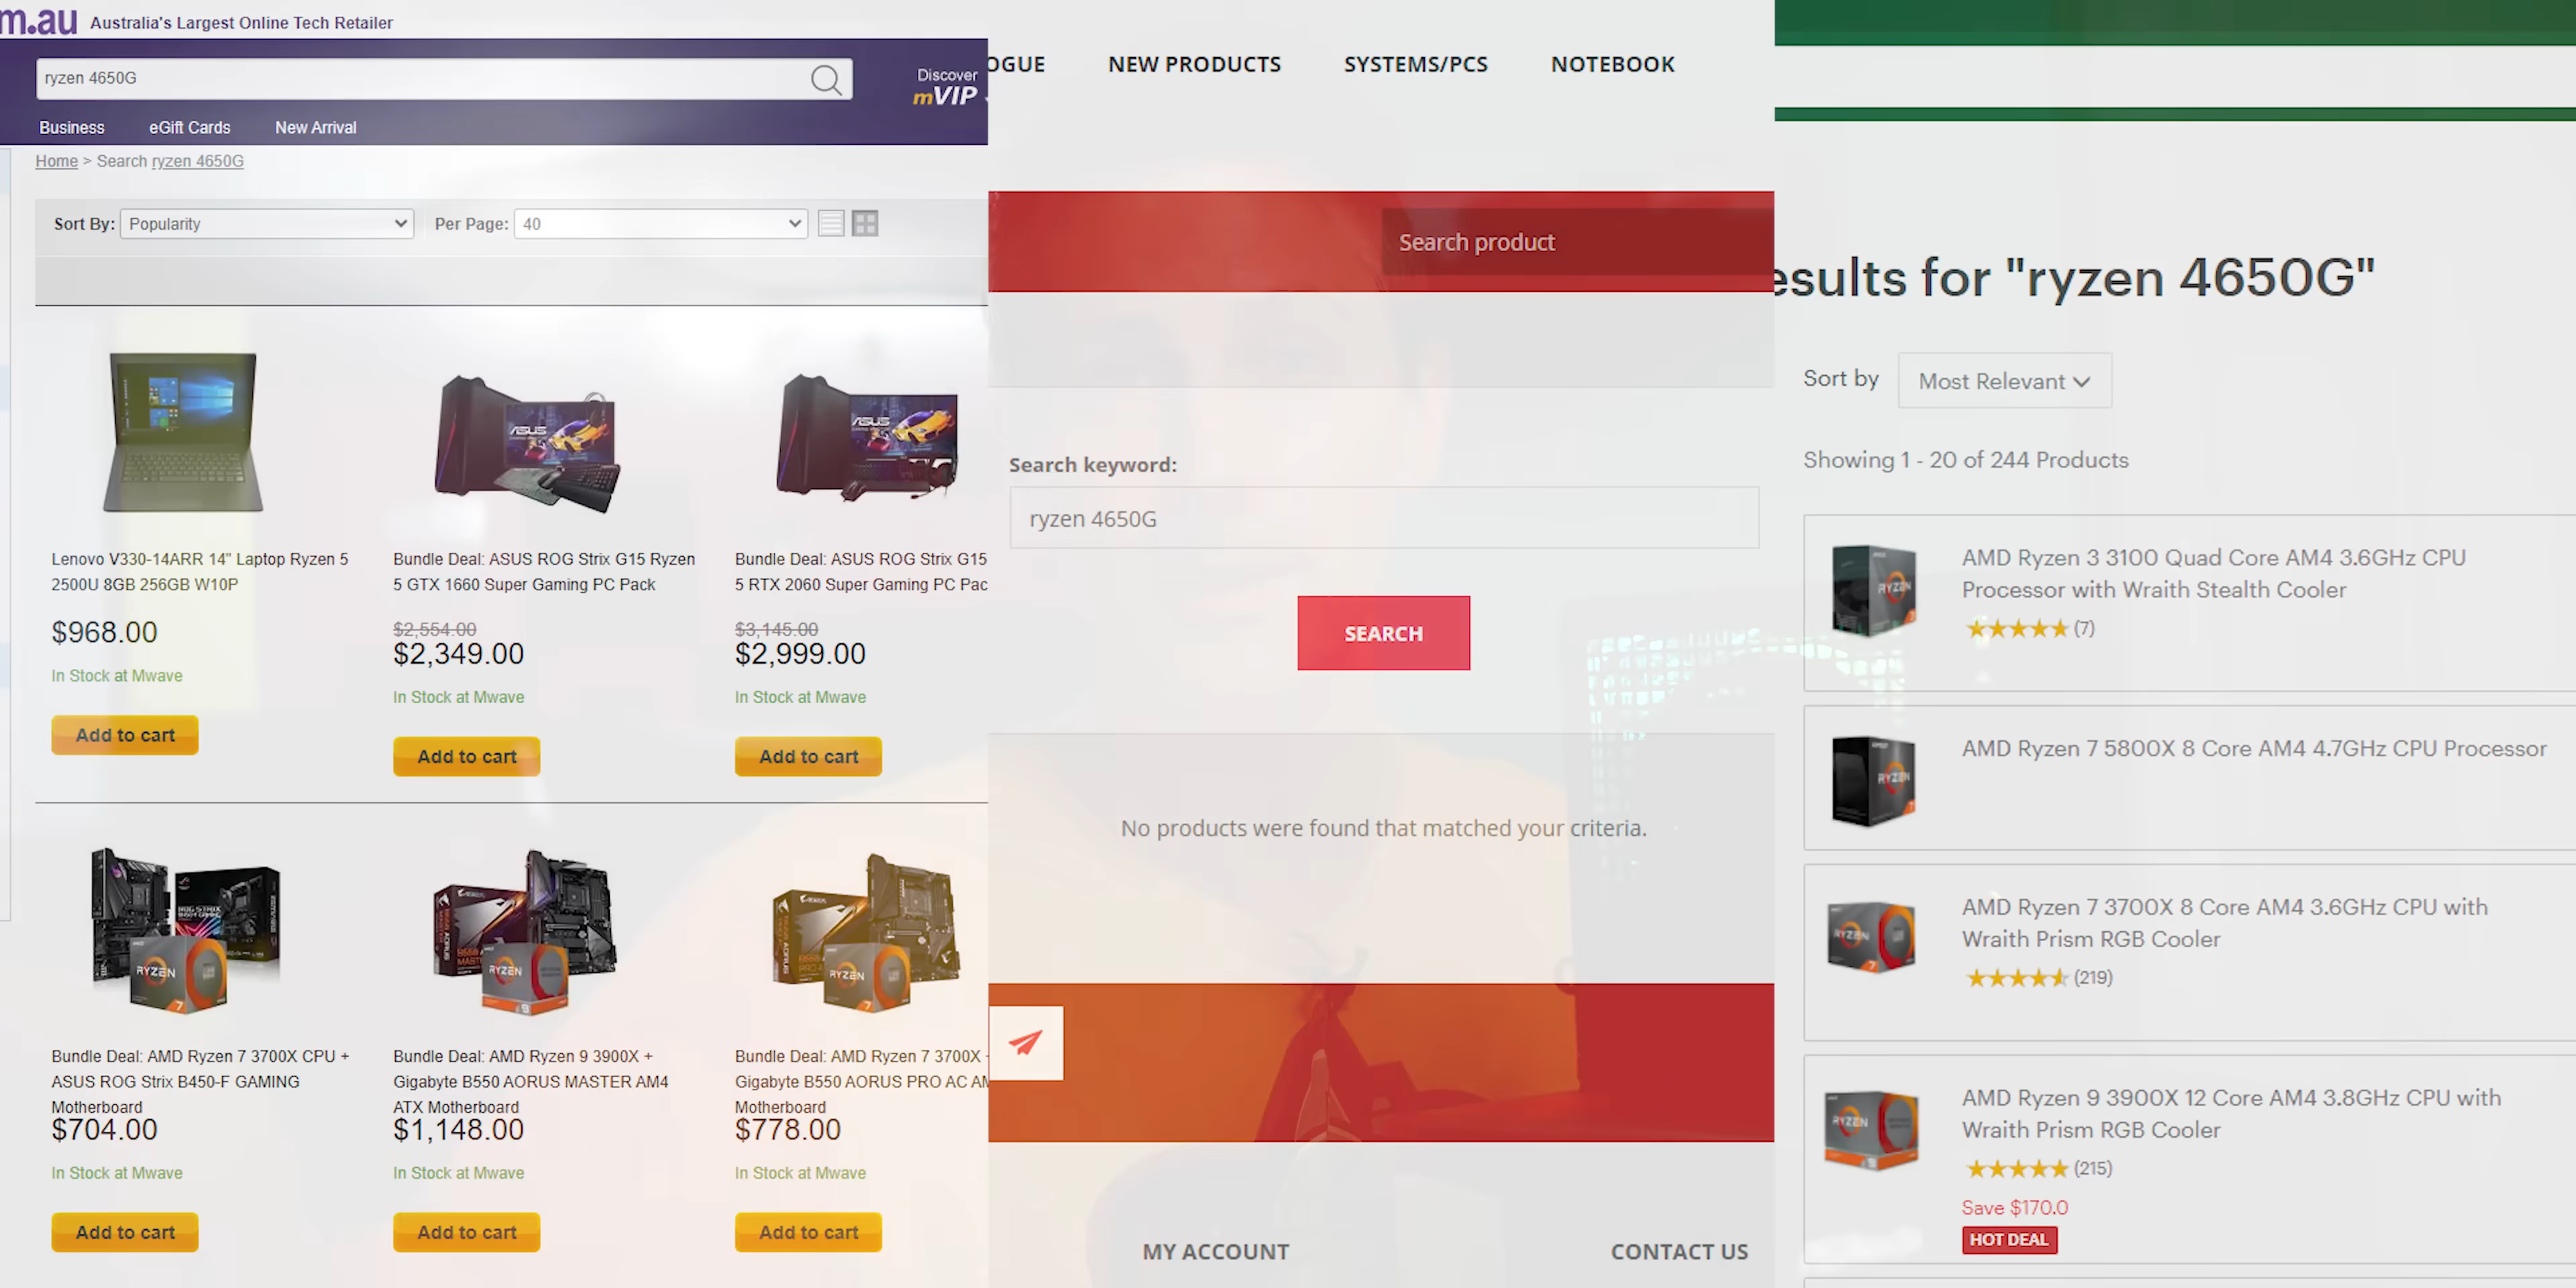 m.au Australia's Largest Online Tech Retailer
ryzen 4650G
Discover
mVIP
Business eGift Cards New Arrival
Home > Search ryzen 4650G
Sort By: Popularity Per Page: 40
Lenovo V330-14ARR 14" Laptop Ryzen 5
2500U 8GB 256GB W10P
$968.00
In Stock at Mwave
Add to cart
Bundle Deal: ASUS ROG Strix G15 Ryzen
5 GTX 1660 Super Gaming PC Pack
$2,554.00
$2,349.00
In Stock at Mwave
Add to cart
Bundle Deal: ASUS ROG Strix G15
5 RTX 2060 Super Gaming PC Pac
$3,145.00
$2,999.00
In Stock at Mwave
Add to cart
Bundle Deal: AMD Ryzen 7 3700X CPU +
ASUS ROG Strix B450-F GAMING
Motherboard
$704.00
In Stock at Mwave
Add to cart
Bundle Deal: AMD Ryzen 9 3900X +
Gigabyte B550 AORUS MASTER AM4
ATX Motherboard
$1,148.00
In Stock at Mwave
Add to cart
Bundle Deal: AMD Ryzen 7 3700X
Gigabyte B550 AORUS PRO AC AM
Motherboard
$778.00
In Stock at Mwave
Add to cart
OGUE NEW PRODUCTS SYSTEMS/PCS NOTEBOOK
Search product
Search keyword:
ryzen 4650G
SEARCH
No products were found that matched your criteria.
MY ACCOUNT CONTACT US
esults for "ryzen 4650G"
Sort by Most Relevant
Showing 1 - 20 of 244 Products
AMD Ryzen 3 3100 Quad Core AM4 3.6GHz CPU
Processor with Wraith Stealth Cooler
(7)
AMD Ryzen 7 5800X 8 Core AM4 4.7GHz CPU Processor
AMD Ryzen 7 3700X 8 Core AM4 3.6GHz CPU with
Wraith Prism RGB Cooler
(219)
AMD Ryzen 9 3900X 12 Core AM4 3.8GHz CPU with
Wraith Prism RGB Cooler
(215)
Save $170.0
HOT DEAL